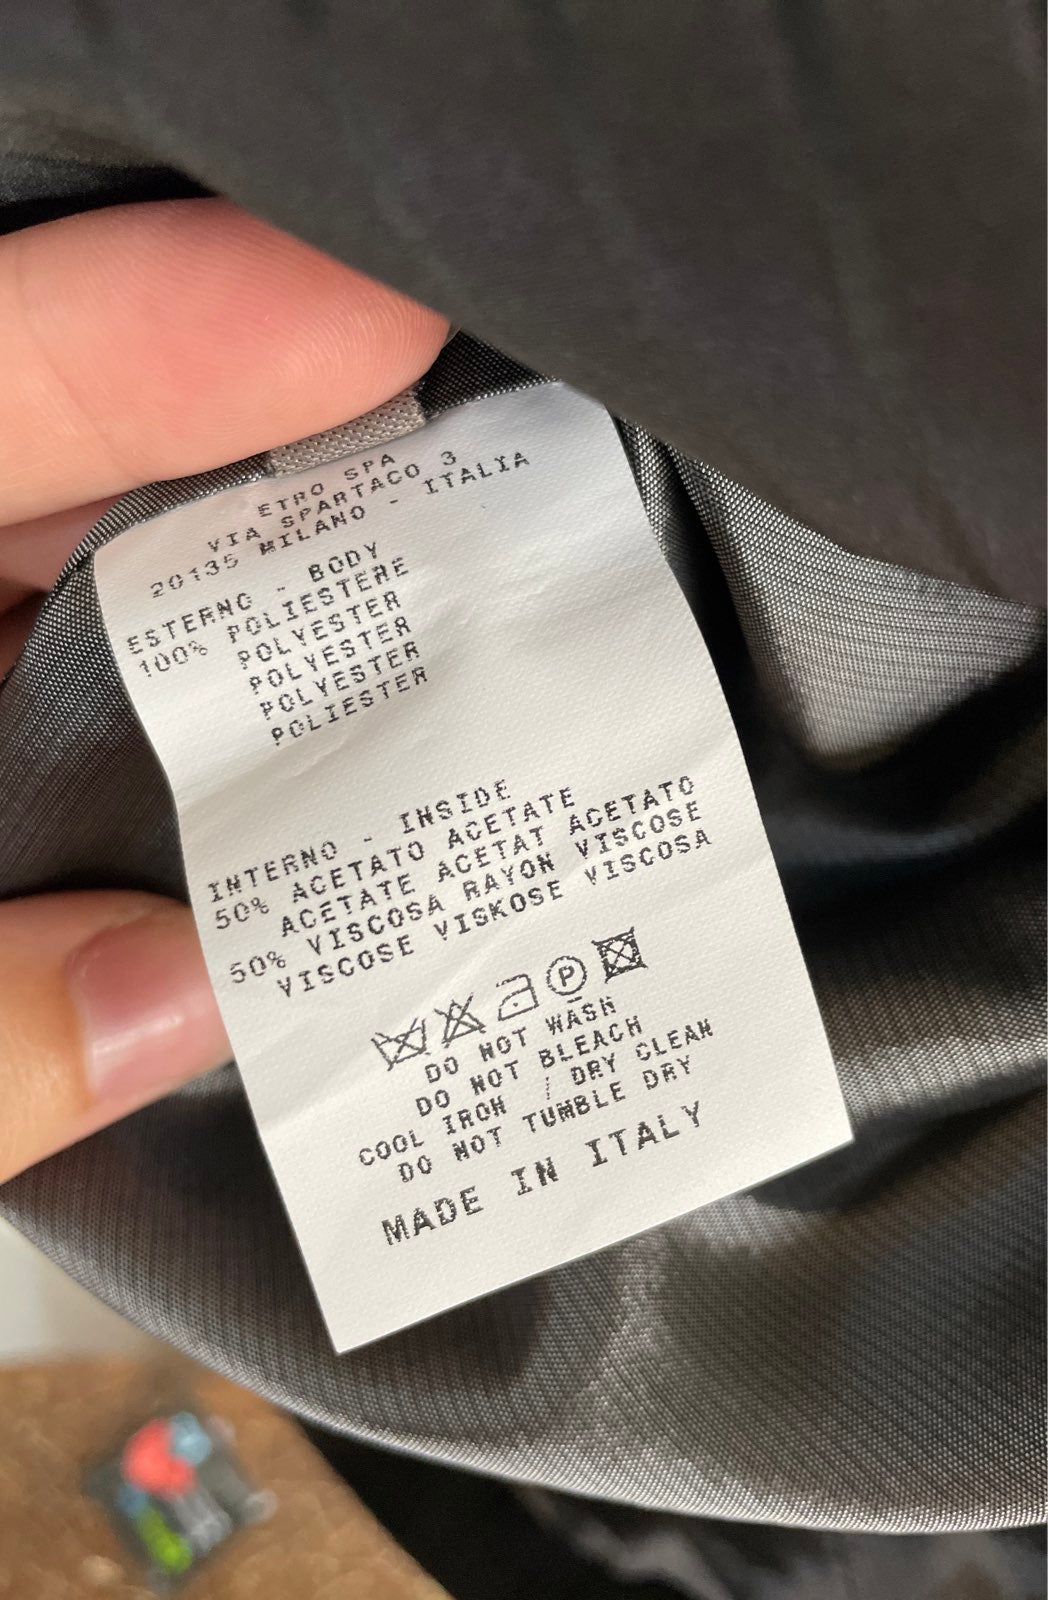 ETRO SPA
VIA SPARTACO 3
20135 MILANO - ITALIA
ESTERNO - BODY
100% POLIESTERE
POLYESTER
POLYESTER
POLYESTER
POLIESTER
INTERNO - INSIDE
50% ACETATO ACETATE
ACETATE ACETAT ACETATO
50% VISCOSA RAYON VISCOSE
VISCOSE VISKOSE VISCOSA
P
DO NOT WASH
DO NOT BLEACH
COOL IRON / DRY CLEAN
DO NOT TUMBLE DRY
MADE IN ITALY